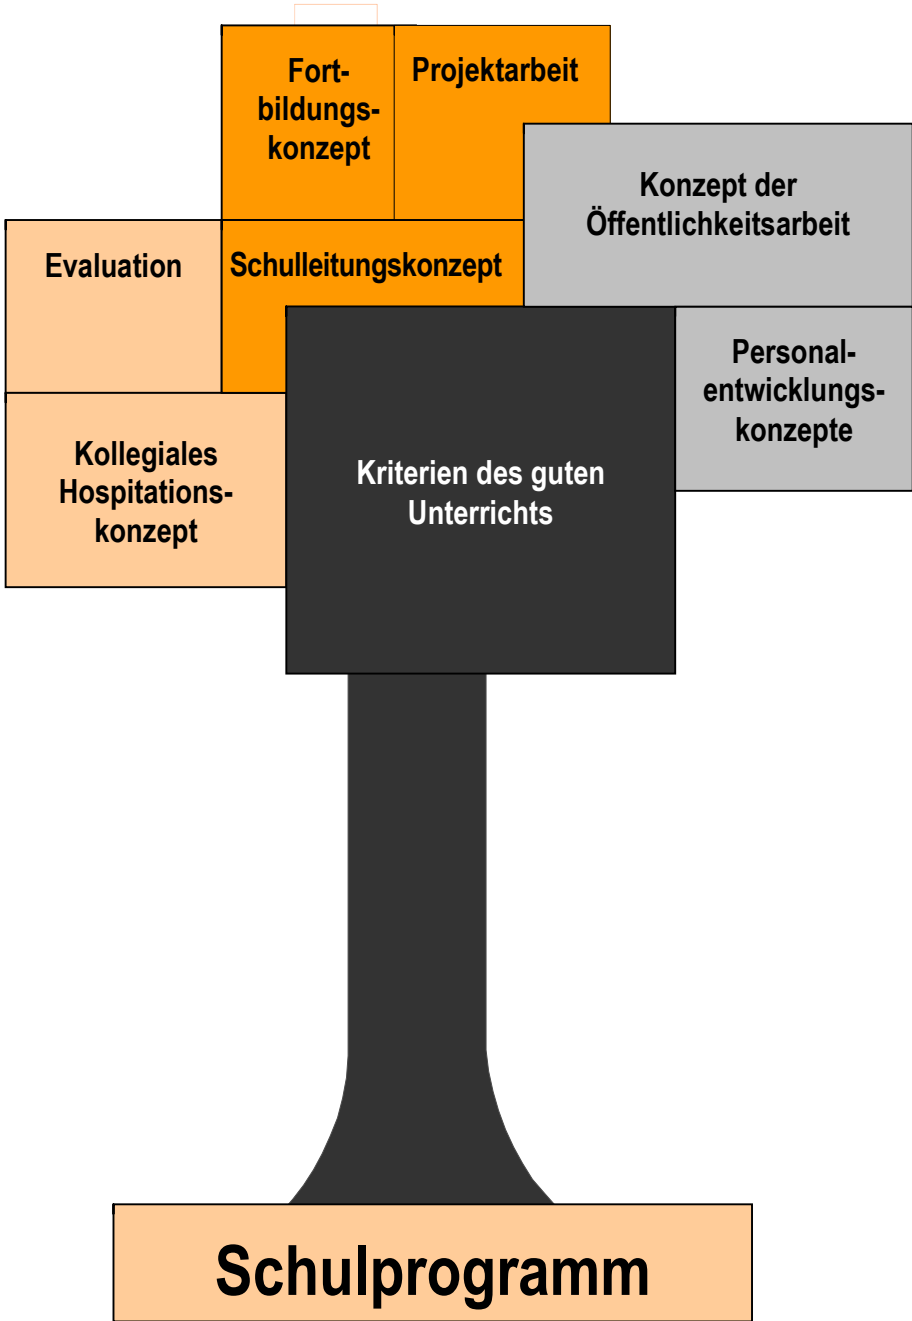 Fort-
bildungs-
konzept
Projektarbeit
Konzept der
Öffentlichkeitsarbeit
Evaluation
Schulleitungskonzept
Personal-
entwicklungs-
konzepte
Kollegiales
Hospitations-
konzept
Kriterien des guten
Unterrichts
Schulprogramm